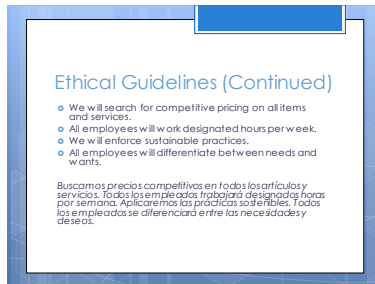 Ethical Guidelines (Continued)
We will search for competitive pricing on all items
and services.
All employees will work designated hours per week.
We will enforce sustainable practices.
All employees will differentiate between needs and
wants.
Buscamos precios competitivos en todos los artículos y
servicios. Todos los empleados trabajará designados horas
por semana. Aplicaremos las prácticas sostenibles. Todos
los empleados se diferenciará entre las necesidades y
deseos.